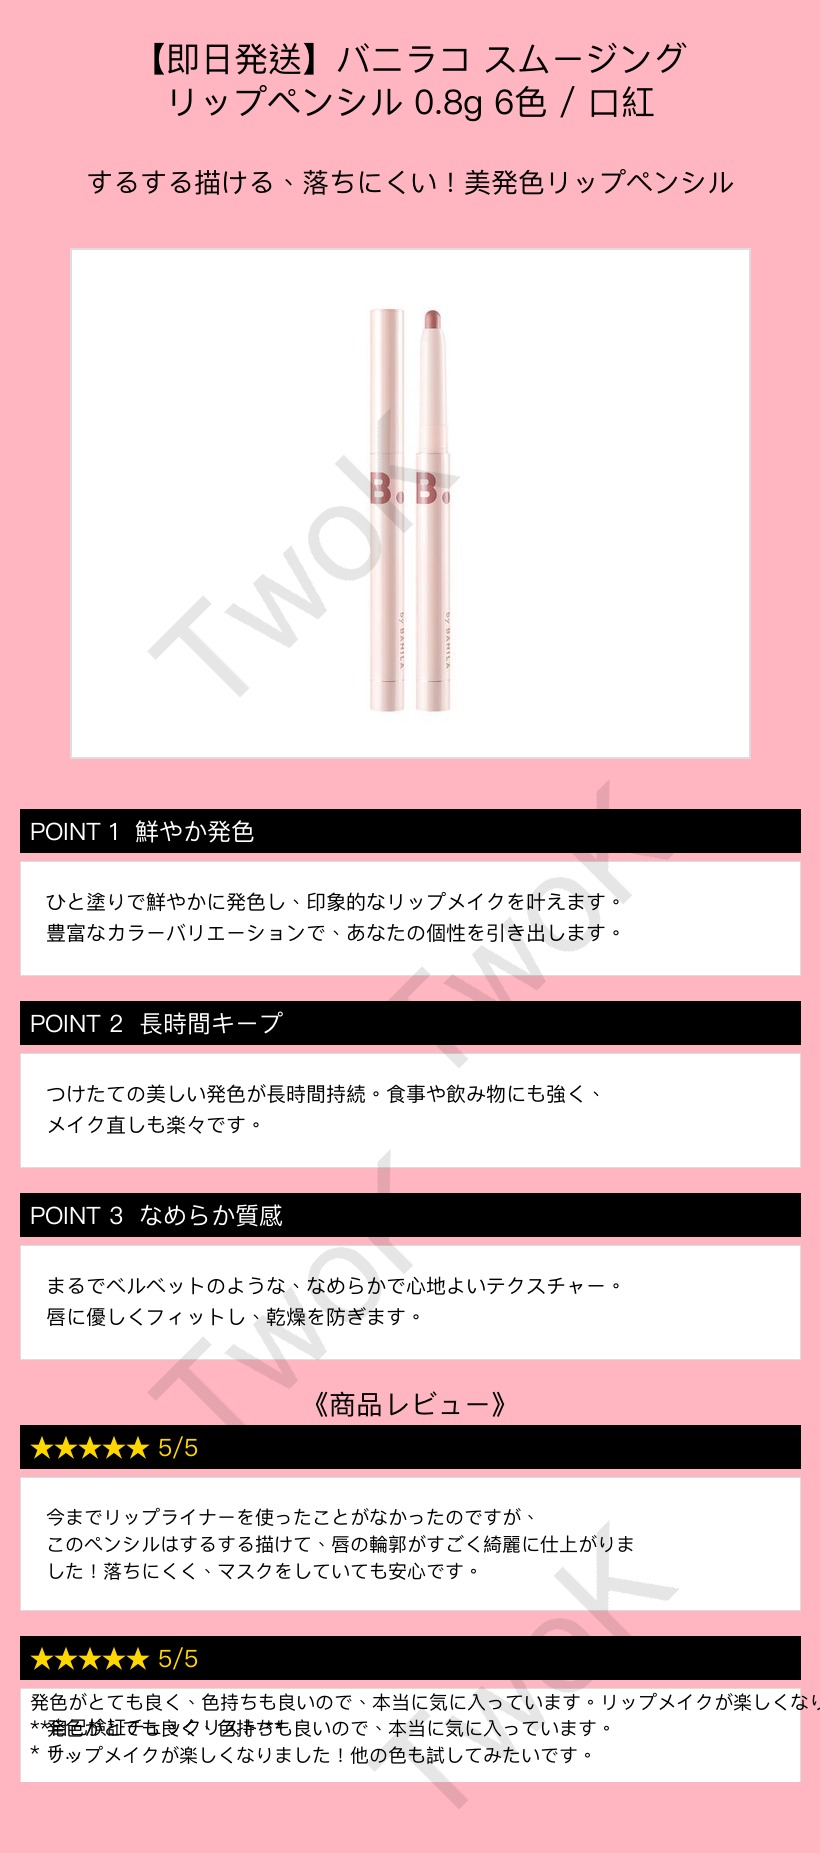 【即日発送】バニラコ スムージング
リップペンシル 0.8g 6色 / 口紅
するする描ける、落ちにくい！美発色リップペンシル
B.
B.
by BANILA
by BANILA
TwoK
POINT 1 鮮やか発色
ひと塗りで鮮やかに発色し、印象的なリップメイクを叶えます。
豊富なカラーバリエーションで、あなたの個性を引き出します。
TwoK
POINT 2 長時間キープ
つけたての美しい発色が長時間持続。食事や飲み物にも強く、
メイク直しも楽々です。
POINT 3 なめらか質感
まるでベルベットのような、なめらかで心地よいテクスチャー。
唇に優しくフィットし、乾燥を防ぎます。
TwoK
《商品レビュー》
★★★★★ 5/5
今までリップライナーを使ったことがなかったのですが、
このペンシルはするする描けて、唇の輪郭がすごく綺麗に仕上がりま
した！落ちにくく、マスクをしていても安心です。
TwoK
★★★★★ 5/5
発色がとても良く、色持ちも良いので、本当に気に入っています。リップメイクが楽しくなり
発色がとても良く、色持ちも良いので、本当に気に入っています。
リップメイクが楽しくなりました！他の色も試してみたいです。